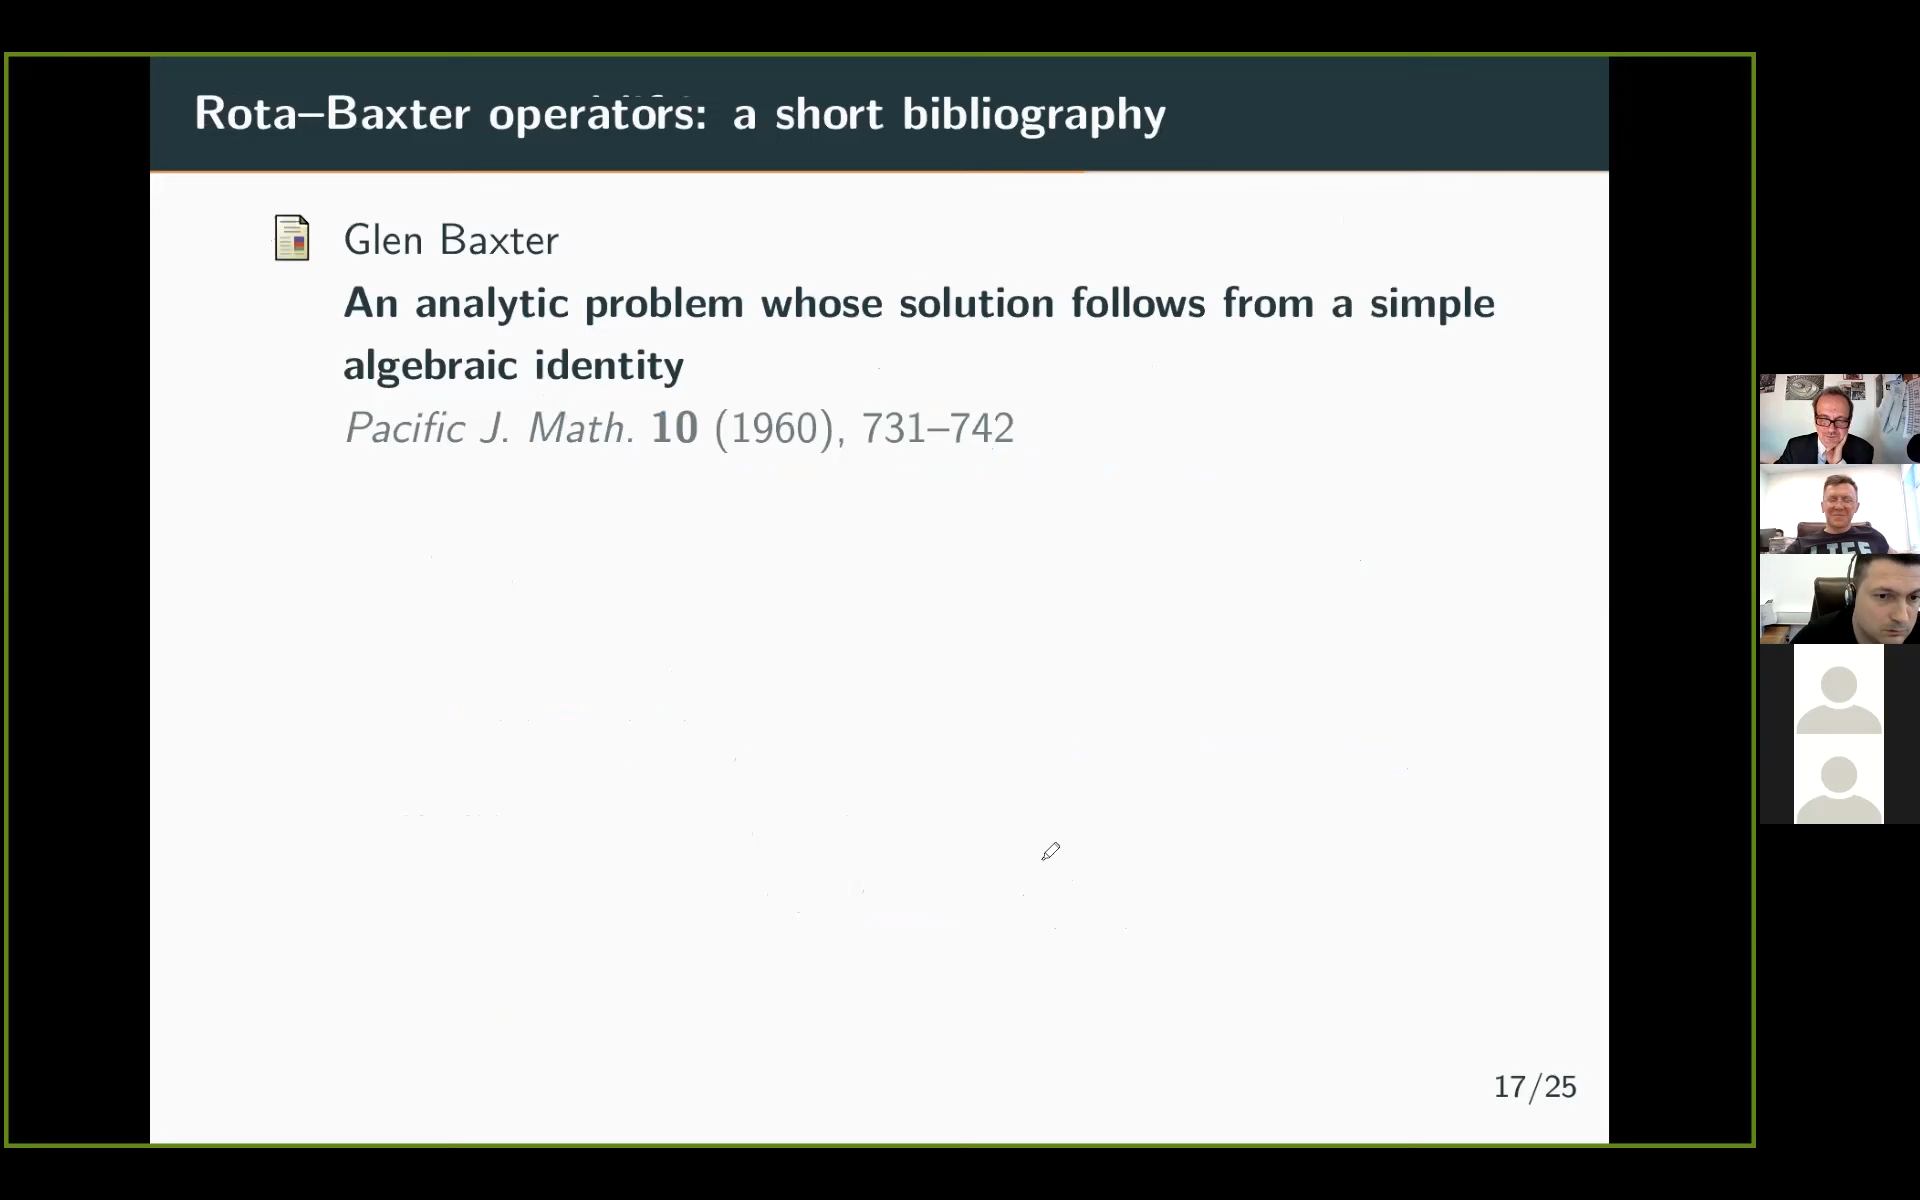 Rota–Baxter operators: a short bibliography
Glen Baxter
An analytic problem whose solution follows from a simple
algebraic identity
Pacific J. Math. 10 (1960), 731–742
17/25
LIFE